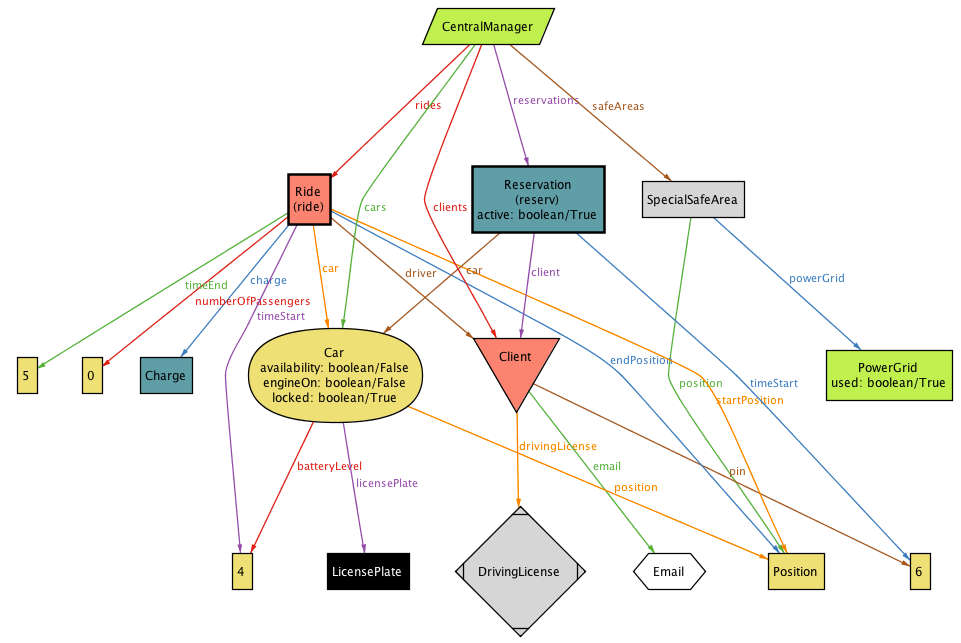 CentralManager
rides
reservations
safeAreas
Ride
(ride)
cars
clients
Reservation
(reserv)
active: boolean/True
SpecialSafeArea
timeEnd
charge
numberOfPassengers
timeStart
car
driver
car
client
powerGrid
5
0
Charge
Car
availability: boolean/False
engineOn: boolean/False
locked: boolean/True
Client
endPosition
position
timeStart
startPosition
PowerGrid
used: boolean/True
batteryLevel
licensePlate
drivingLicense
email
position
pin
4
LicensePlate
DrivingLicense
Email
Position
6